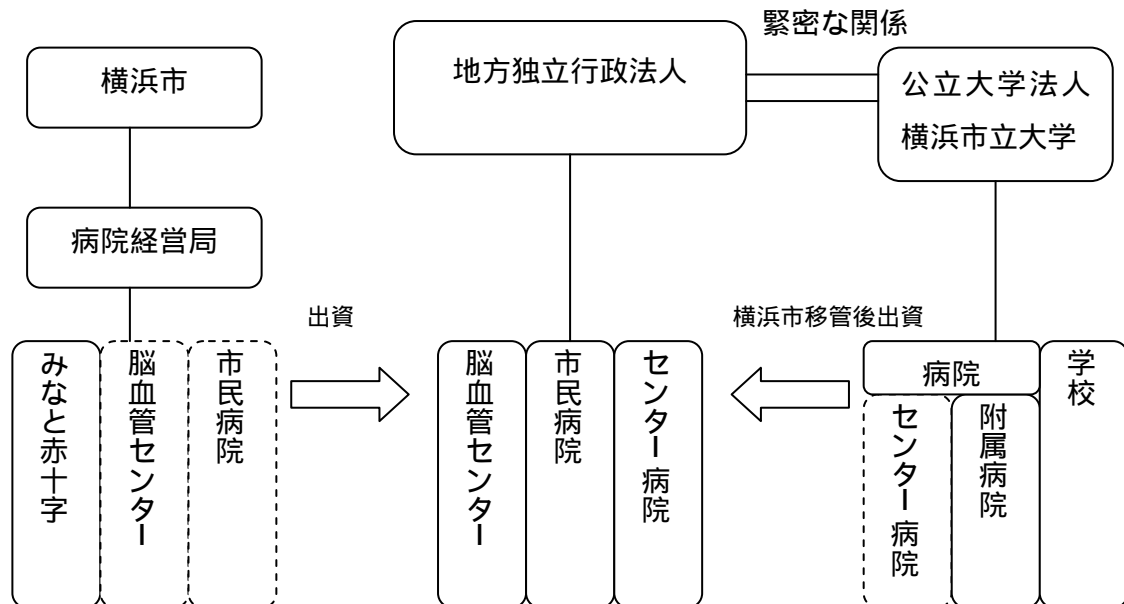 緊密な関係
横浜市
地方独立行政法人
公立大学法人
横浜市立大学
病院経営局
出資
横浜市移管後出資
みなと赤十字
脳血管センター
市民病院
脳血管センター
市民病院
センター病院
病院
センター病院
附属病院
学校